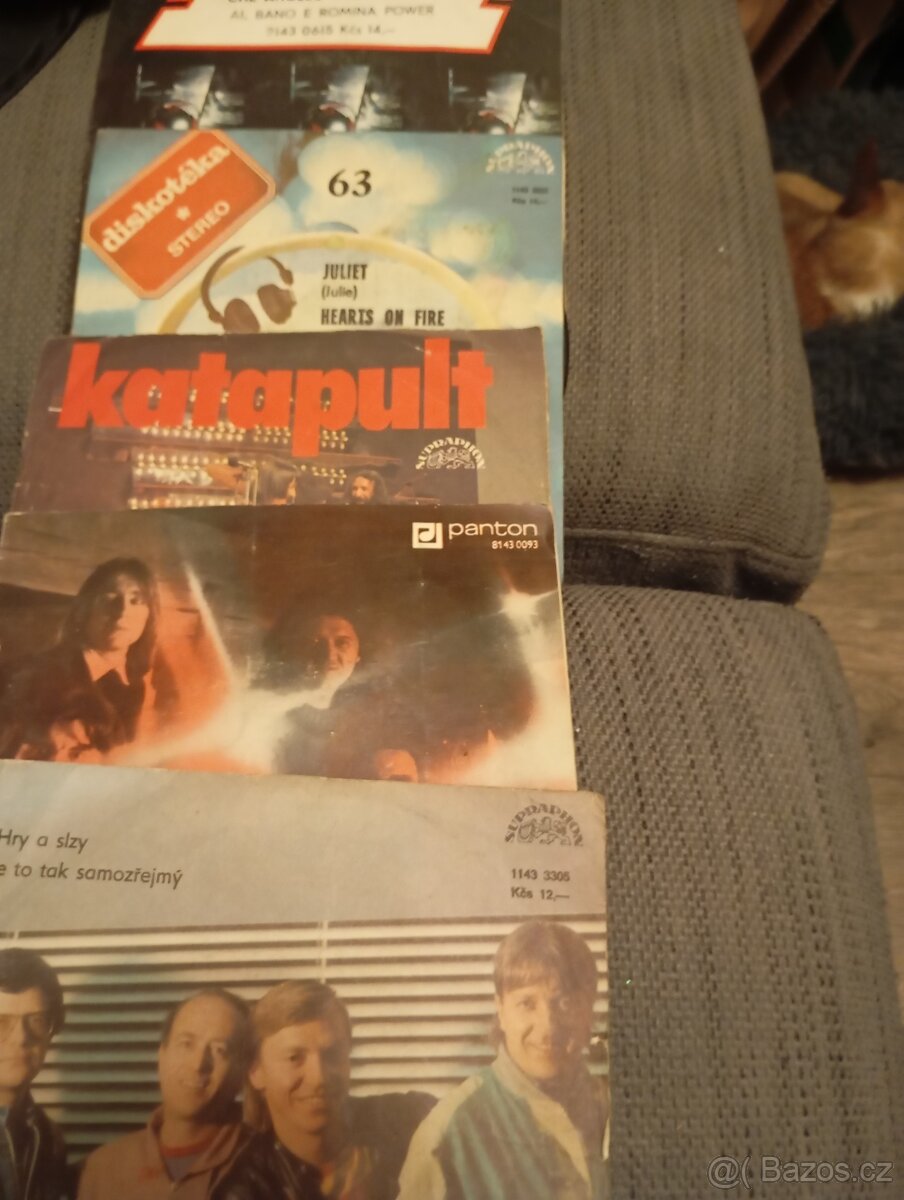 AL BANO E ROMINA POWER
8143 0615 Kčs 14,—
diskotéka
STEREO
63
SUPRAPHON
JULIET
(Julie)
HEARTS ON FIRE
katapult
SUPRAPHON
panton
8143 0093
Hry a slzy
e to tak samozřejmý
SUPRAPHON
1143 3305
Kčs 12,—
@( Bazos.cz